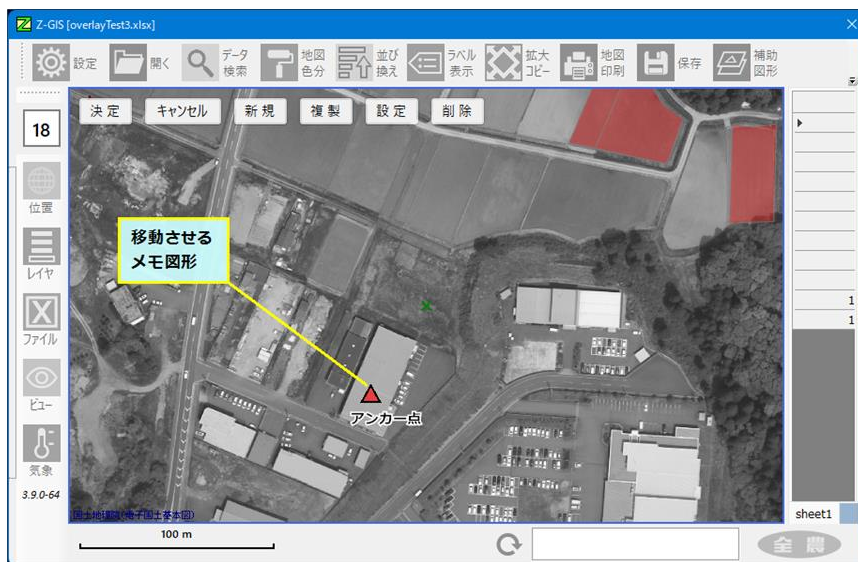 Z-GIS [overlayTest3.xlsx]
設定
開く
データ
検索
地図
色分
並び
換え
ラベル
表示
拡大
コピー
地図
印刷
保存
補助
図形
18
決定
キャンセル
新規
複製
設定
削除
位置
レイヤ
ファイル
ビュー
気象
3.9.0-64
移動させる
メモ図形
アンカー点
[国土地理院(電子国土基本図)
100 m
1
1
sheet1
全農